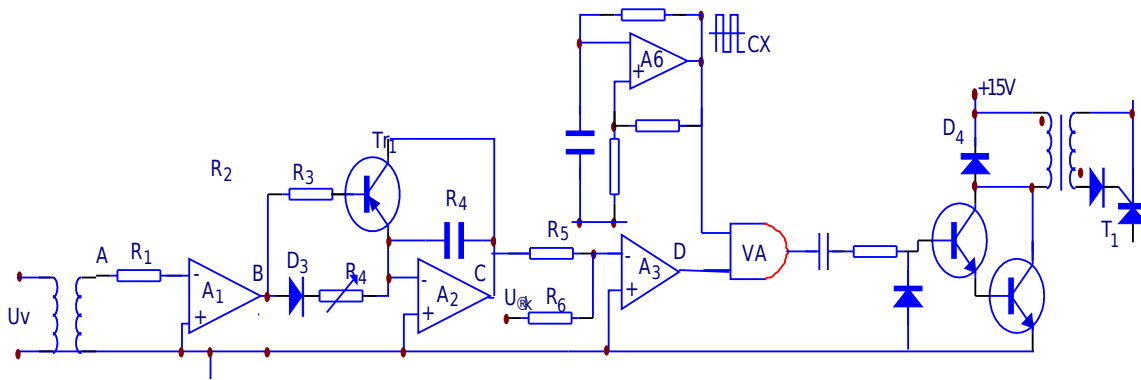 CX
A6
+
+15V
D4
Tr1
R2
R3
R4
R5
VA
T1
A
R1
B
D3
R4
C
D
-
A1
+
-
A2
+
-
A3
+
Uv
U®k
R6